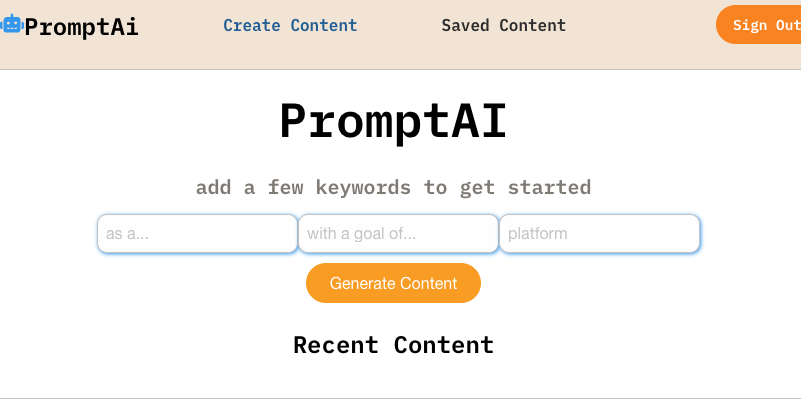 PromptAi Create Content Saved Content Sign Out
PromptAI
add a few keywords to get started
as a... with a goal of... platform
Generate Content
Recent Content